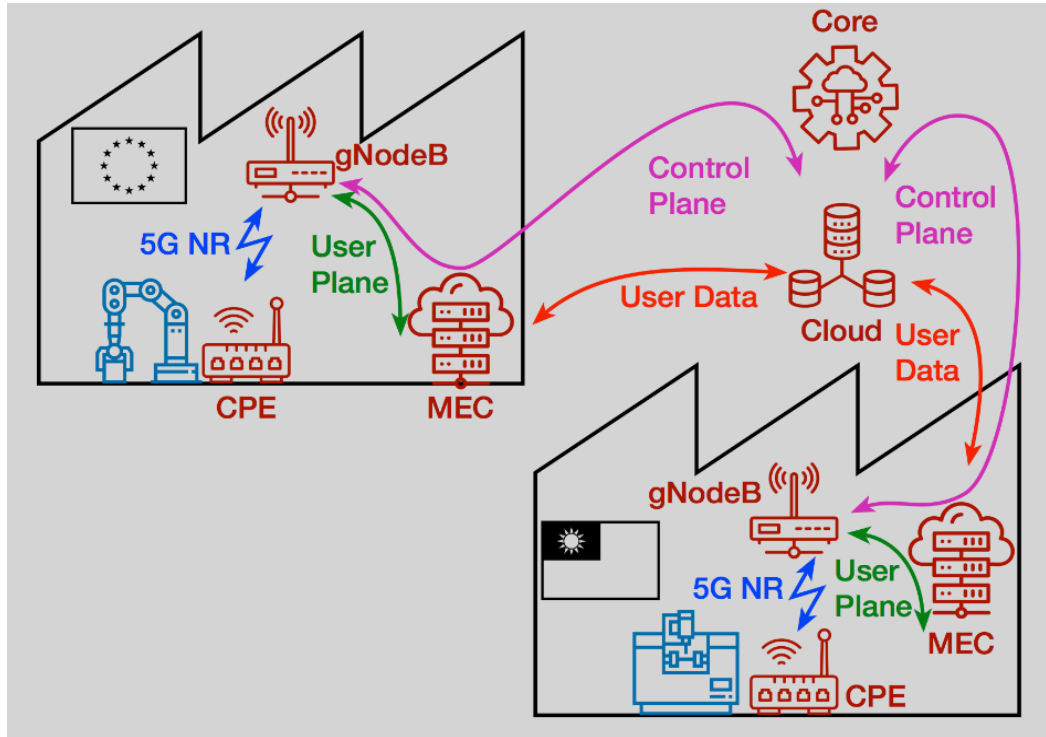 Core
gNodeB
Control
Plane
Control
Plane
5G NR
User
Plane
User Data
Cloud
User
Data
CPE
MEC
gNodeB
5G NR
User
Plane
MEC
CPE